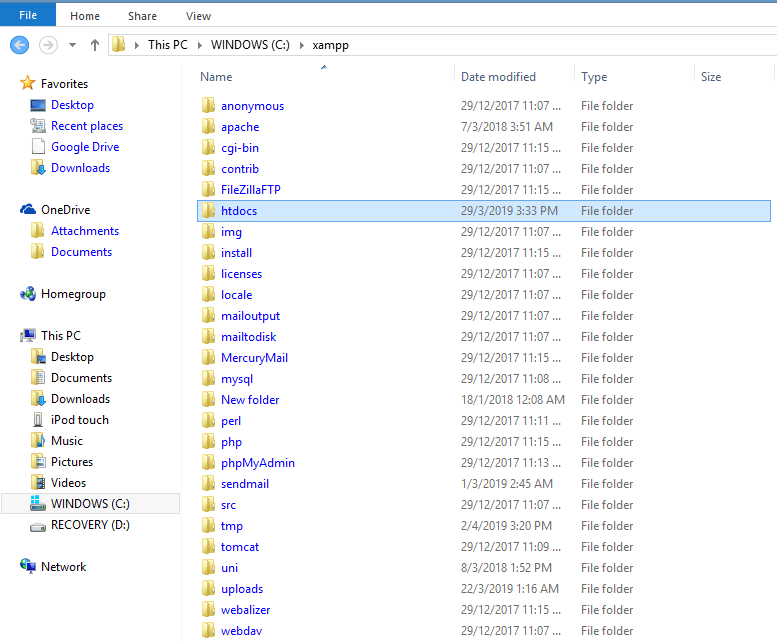 File Home Share View
This PC WINDOWS (C:) xampp
Name Date modified Type Size
Favorites
Desktop
Recent places
Google Drive
Downloads
OneDrive
Attachments
Documents
Homegroup
This PC
Desktop
Documents
Downloads
iPod touch
Music
Pictures
Videos
WINDOWS (C:)
RECOVERY (D:)
Network
anonymous 29/12/2017 11:07 ... File folder
apache 7/3/2018 3:51 AM File folder
cgi-bin 29/12/2017 11:15 ... File folder
contrib 29/12/2017 11:07 ... File folder
FileZillaFTP 29/12/2017 11:15 ... File folder
htdocs 29/3/2019 3:33 PM File folder
img 29/12/2017 11:07 ... File folder
install 29/12/2017 11:15 ... File folder
licenses 29/12/2017 11:07 ... File folder
locale 29/12/2017 11:07 ... File folder
mailoutput 29/12/2017 11:07 ... File folder
mailtodisk 29/12/2017 11:07 ... File folder
MercuryMail 29/12/2017 11:15 ... File folder
mysql 29/12/2017 11:08 ... File folder
New folder 18/1/2018 12:08 AM File folder
perl 29/12/2017 11:11 ... File folder
php 29/12/2017 11:15 ... File folder
phpMyAdmin 29/12/2017 11:13 ... File folder
sendmail 1/3/2019 2:45 AM File folder
src 29/12/2017 11:07 ... File folder
tmp 2/4/2019 3:20 PM File folder
tomcat 29/12/2017 11:09 ... File folder
uni 8/3/2018 1:52 PM File folder
uploads 22/3/2019 1:16 AM File folder
webalizer 29/12/2017 11:15 ... File folder
webdav 29/12/2017 11:07 ... File folder